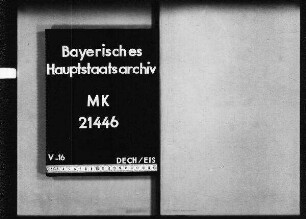 Bayerisches
Hauptstaatsarchiv
MK
21446
V-16 DECH/EIS